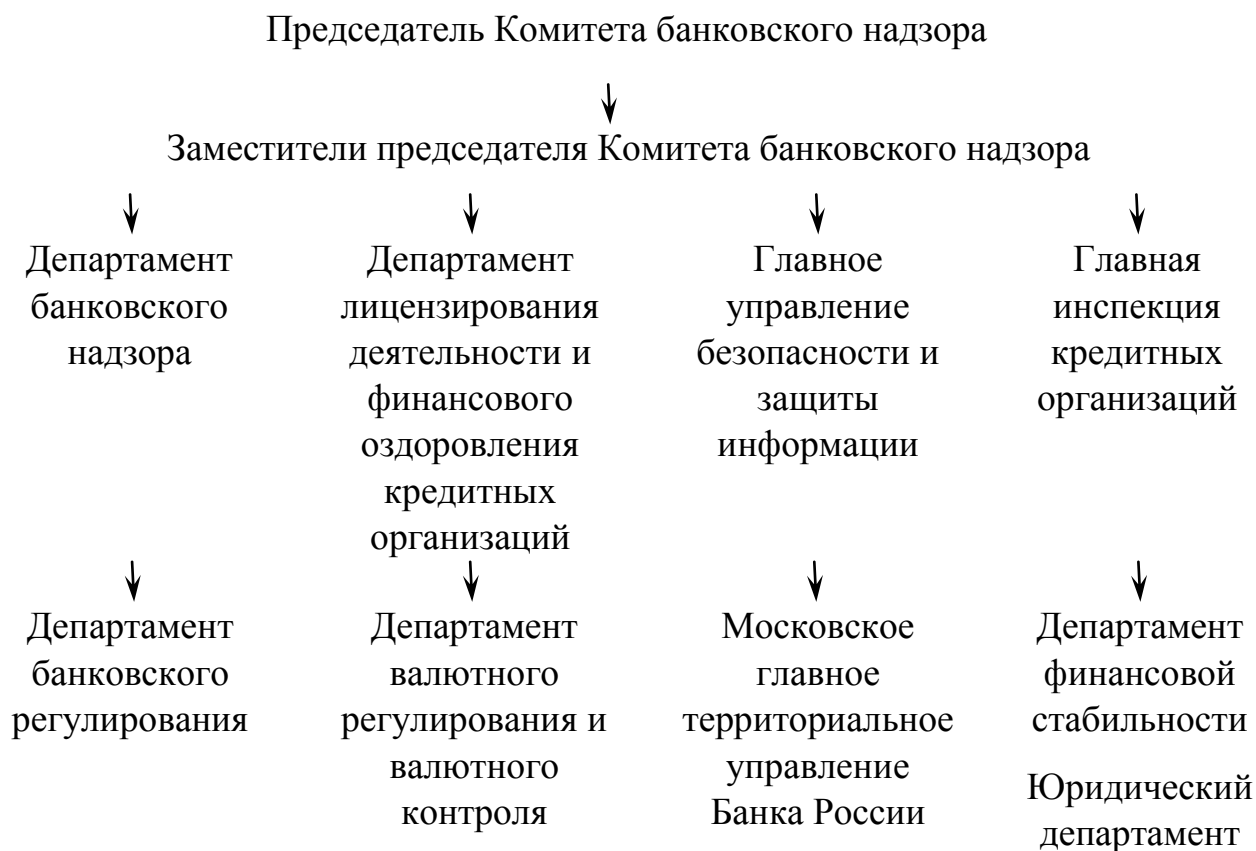 Председатель Комитета банковского надзора
Заместители председателя Комитета банковского надзора
Департамент
банковского
надзора
Департамент
лицензирования
деятельности и
финансового
оздоровления
кредитных
организаций
Главное
управление
безопасности и
защиты
информации
Главная
инспекция
кредитных
организаций
Департамент
банковского
регулирования
Департамент
валютного
регулирования и
валютного
контроля
Московское
главное
территориальное
управление
Банка России
Департамент
финансовой
стабильности
Юридический
департамент